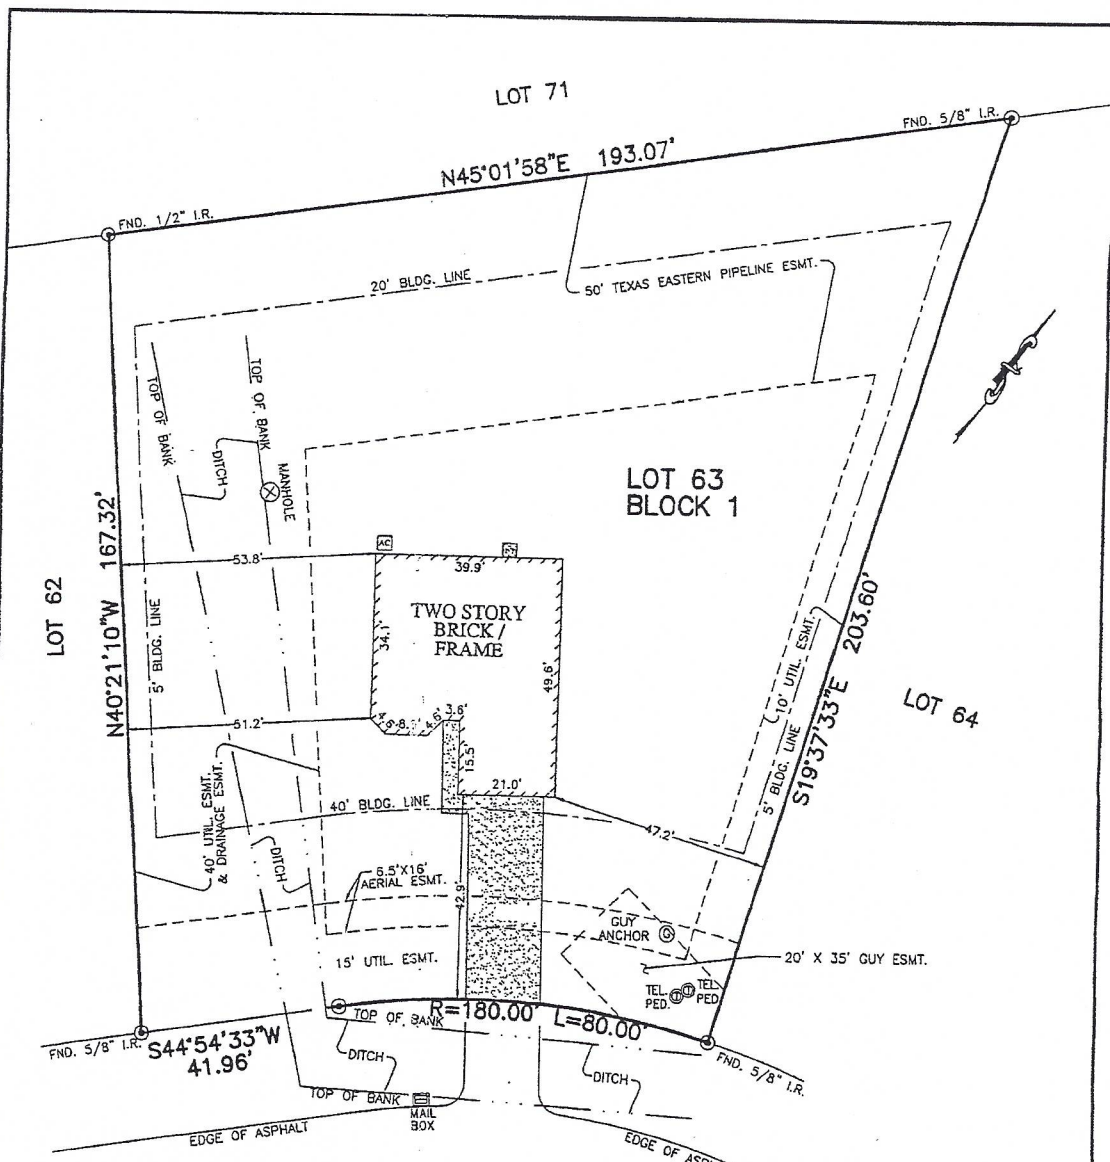 LOT 71
FND. 5/8" I.R.
N45°01'58"E 193.07'
FND. 1/2" I.R.
20' BLDG. LINE
50' TEXAS EASTERN PIPELINE ESMT.
TOP OF BANK
TOP OF BANK
DITCH
MANHOLE
LOT 63
BLOCK 1
N40°21'10"W 167.32'
LOT 62
53.8'
AC
39.9'
TWO STORY
BRICK/
FRAME
34.1'
49.6'
5' BLDG. LINE
51.2'
4.6'
4.6'
3.6'
15.5'
21.0'
10' UTIL. ESMT.
5' BLDG. LINE
S19°37'33"E 203.60'
LOT 64
40' BLDG. LINE
47.2'
40' UTIL. ESMT.
& DRAINAGE ESMT.
DITCH
6.5'X16'
AERIAL ESMT.
42.9'
GUY
ANCHOR
G
15' UTIL. ESMT.
20' X 35' GUY ESMT.
TEL.
PED.
T
T
TEL.
PED
R=180.00' L=80.00'
TOP OF BANK
FND. 5/8" I.R.
S44°54'33"W
41.96'
DITCH
FND. 5/8" I.R.
DITCH
TOP OF BANK
MAIL
BOX
EDGE OF ASPHALT
EDGE OF